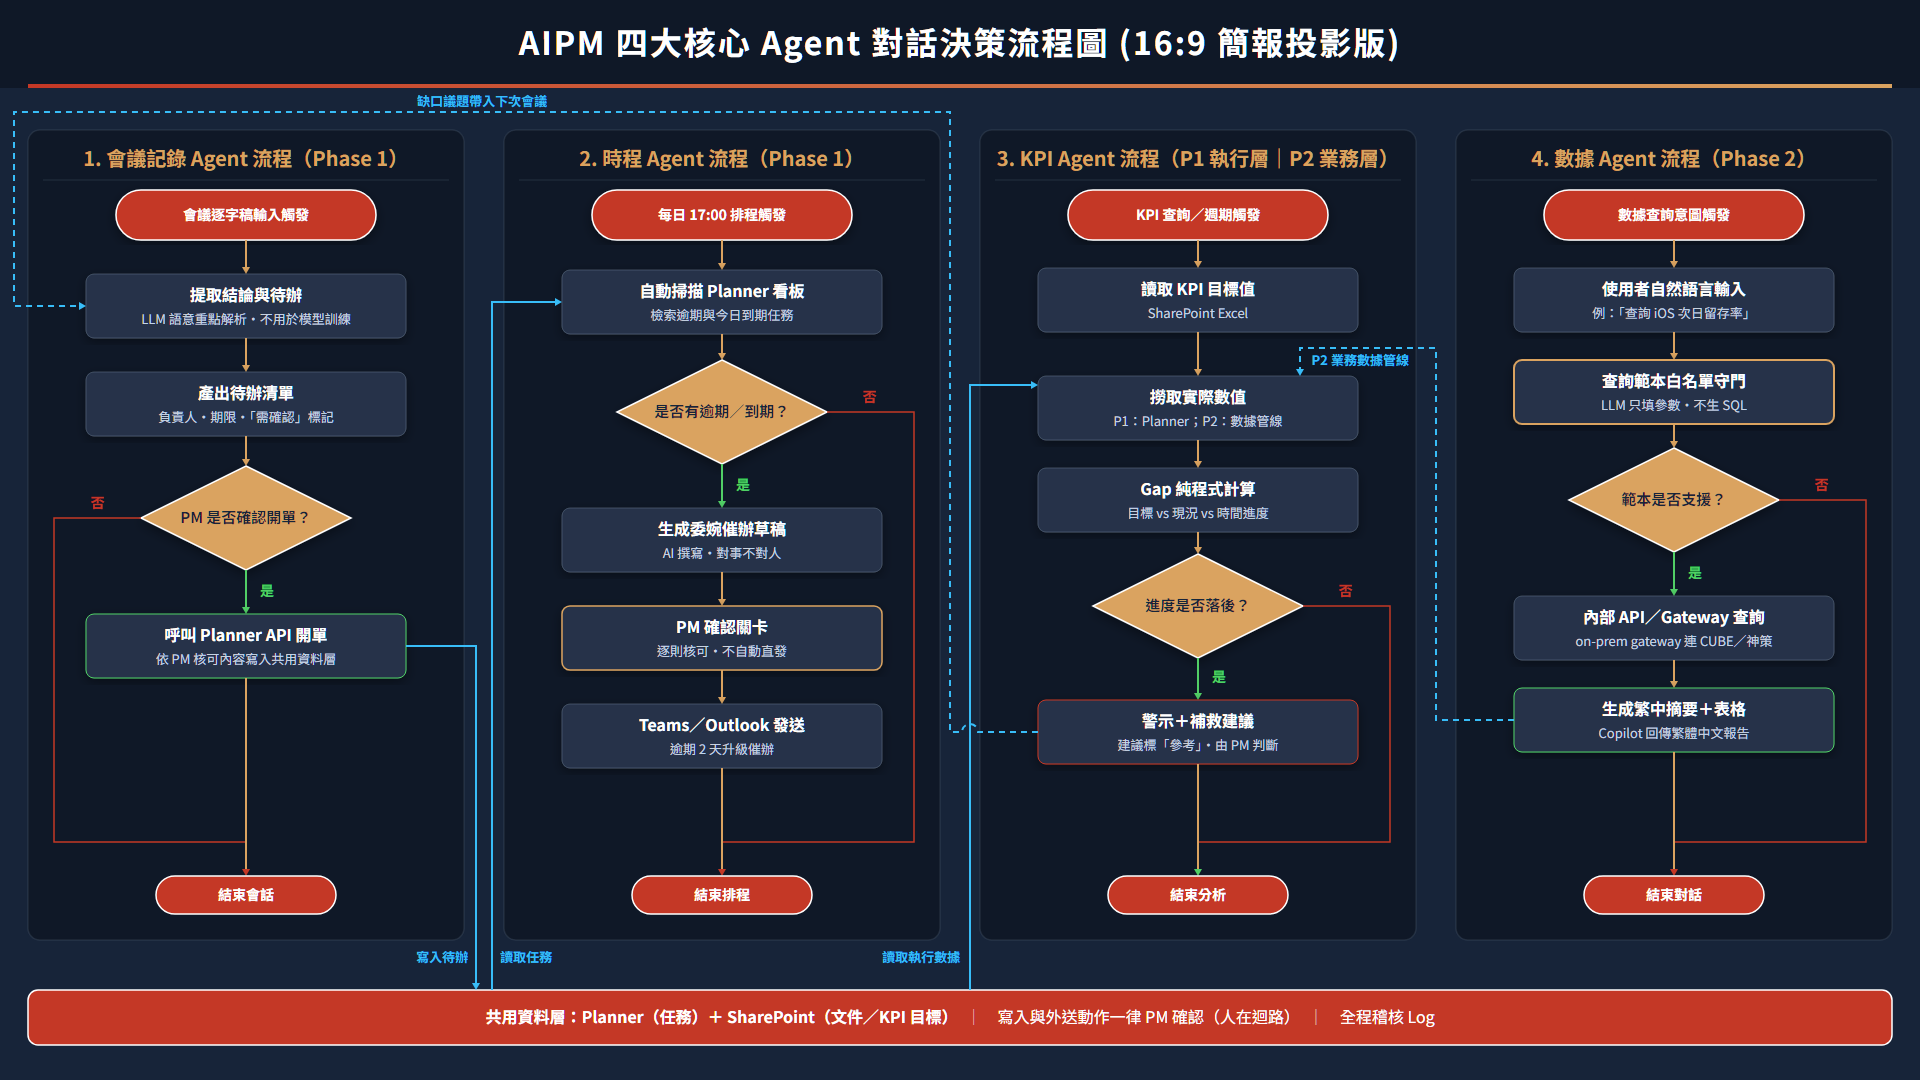 AIPM 四大核心 Agent 對話決策流程圖 (16:9 簡報投影版)
缺口議題帶入下次會議
1. 會議記錄 Agent 流程（Phase 1）
會議逐字稿輸入觸發
提取結論與待辦
LLM 語意重點解析・不用於模型訓練
產出待辦清單
負責人・期限・「需確認」標記
PM 是否確認開單？
否
是
呼叫 Planner API 開單
依 PM 核可內容寫入共用資料層
結束會話
2. 時程 Agent 流程（Phase 1）
每日 17:00 排程觸發
自動掃描 Planner 看板
檢索逾期與今日到期任務
是否有逾期／到期？
否
是
生成委婉催辦草稿
AI 撰寫・對事不對人
PM 確認關卡
逐則核可・不自動直發
Teams／Outlook 發送
逾期 2 天升級催辦
結束排程
3. KPI Agent 流程（P1 執行層｜P2 業務層）
KPI 查詢／週期觸發
讀取 KPI 目標值
SharePoint Excel
P2 業務數據管線
撈取實際數值
P1：Planner；P2：數據管線
Gap 純程式計算
目標 vs 現況 vs 時間進度
進度是否落後？
否
是
警示＋補救建議
建議標「參考」・由 PM 判斷
結束分析
4. 數據 Agent 流程（Phase 2）
數據查詢意圖觸發
使用者自然語言輸入
例：「查詢 iOS 次日留存率」
查詢範本白名單守門
LLM 只填參數・不生 SQL
範本是否支援？
否
是
內部 API／Gateway 查詢
on-prem gateway 連 CUBE／神策
生成繁中摘要＋表格
Copilot 回傳繁體中文報告
結束對話
寫入待辦
讀取任務
讀取執行數據
共用資料層：Planner（任務）＋ SharePoint（文件／KPI 目標）｜寫入與外送動作一律 PM 確認（人在迴路）｜全程稽核 Log